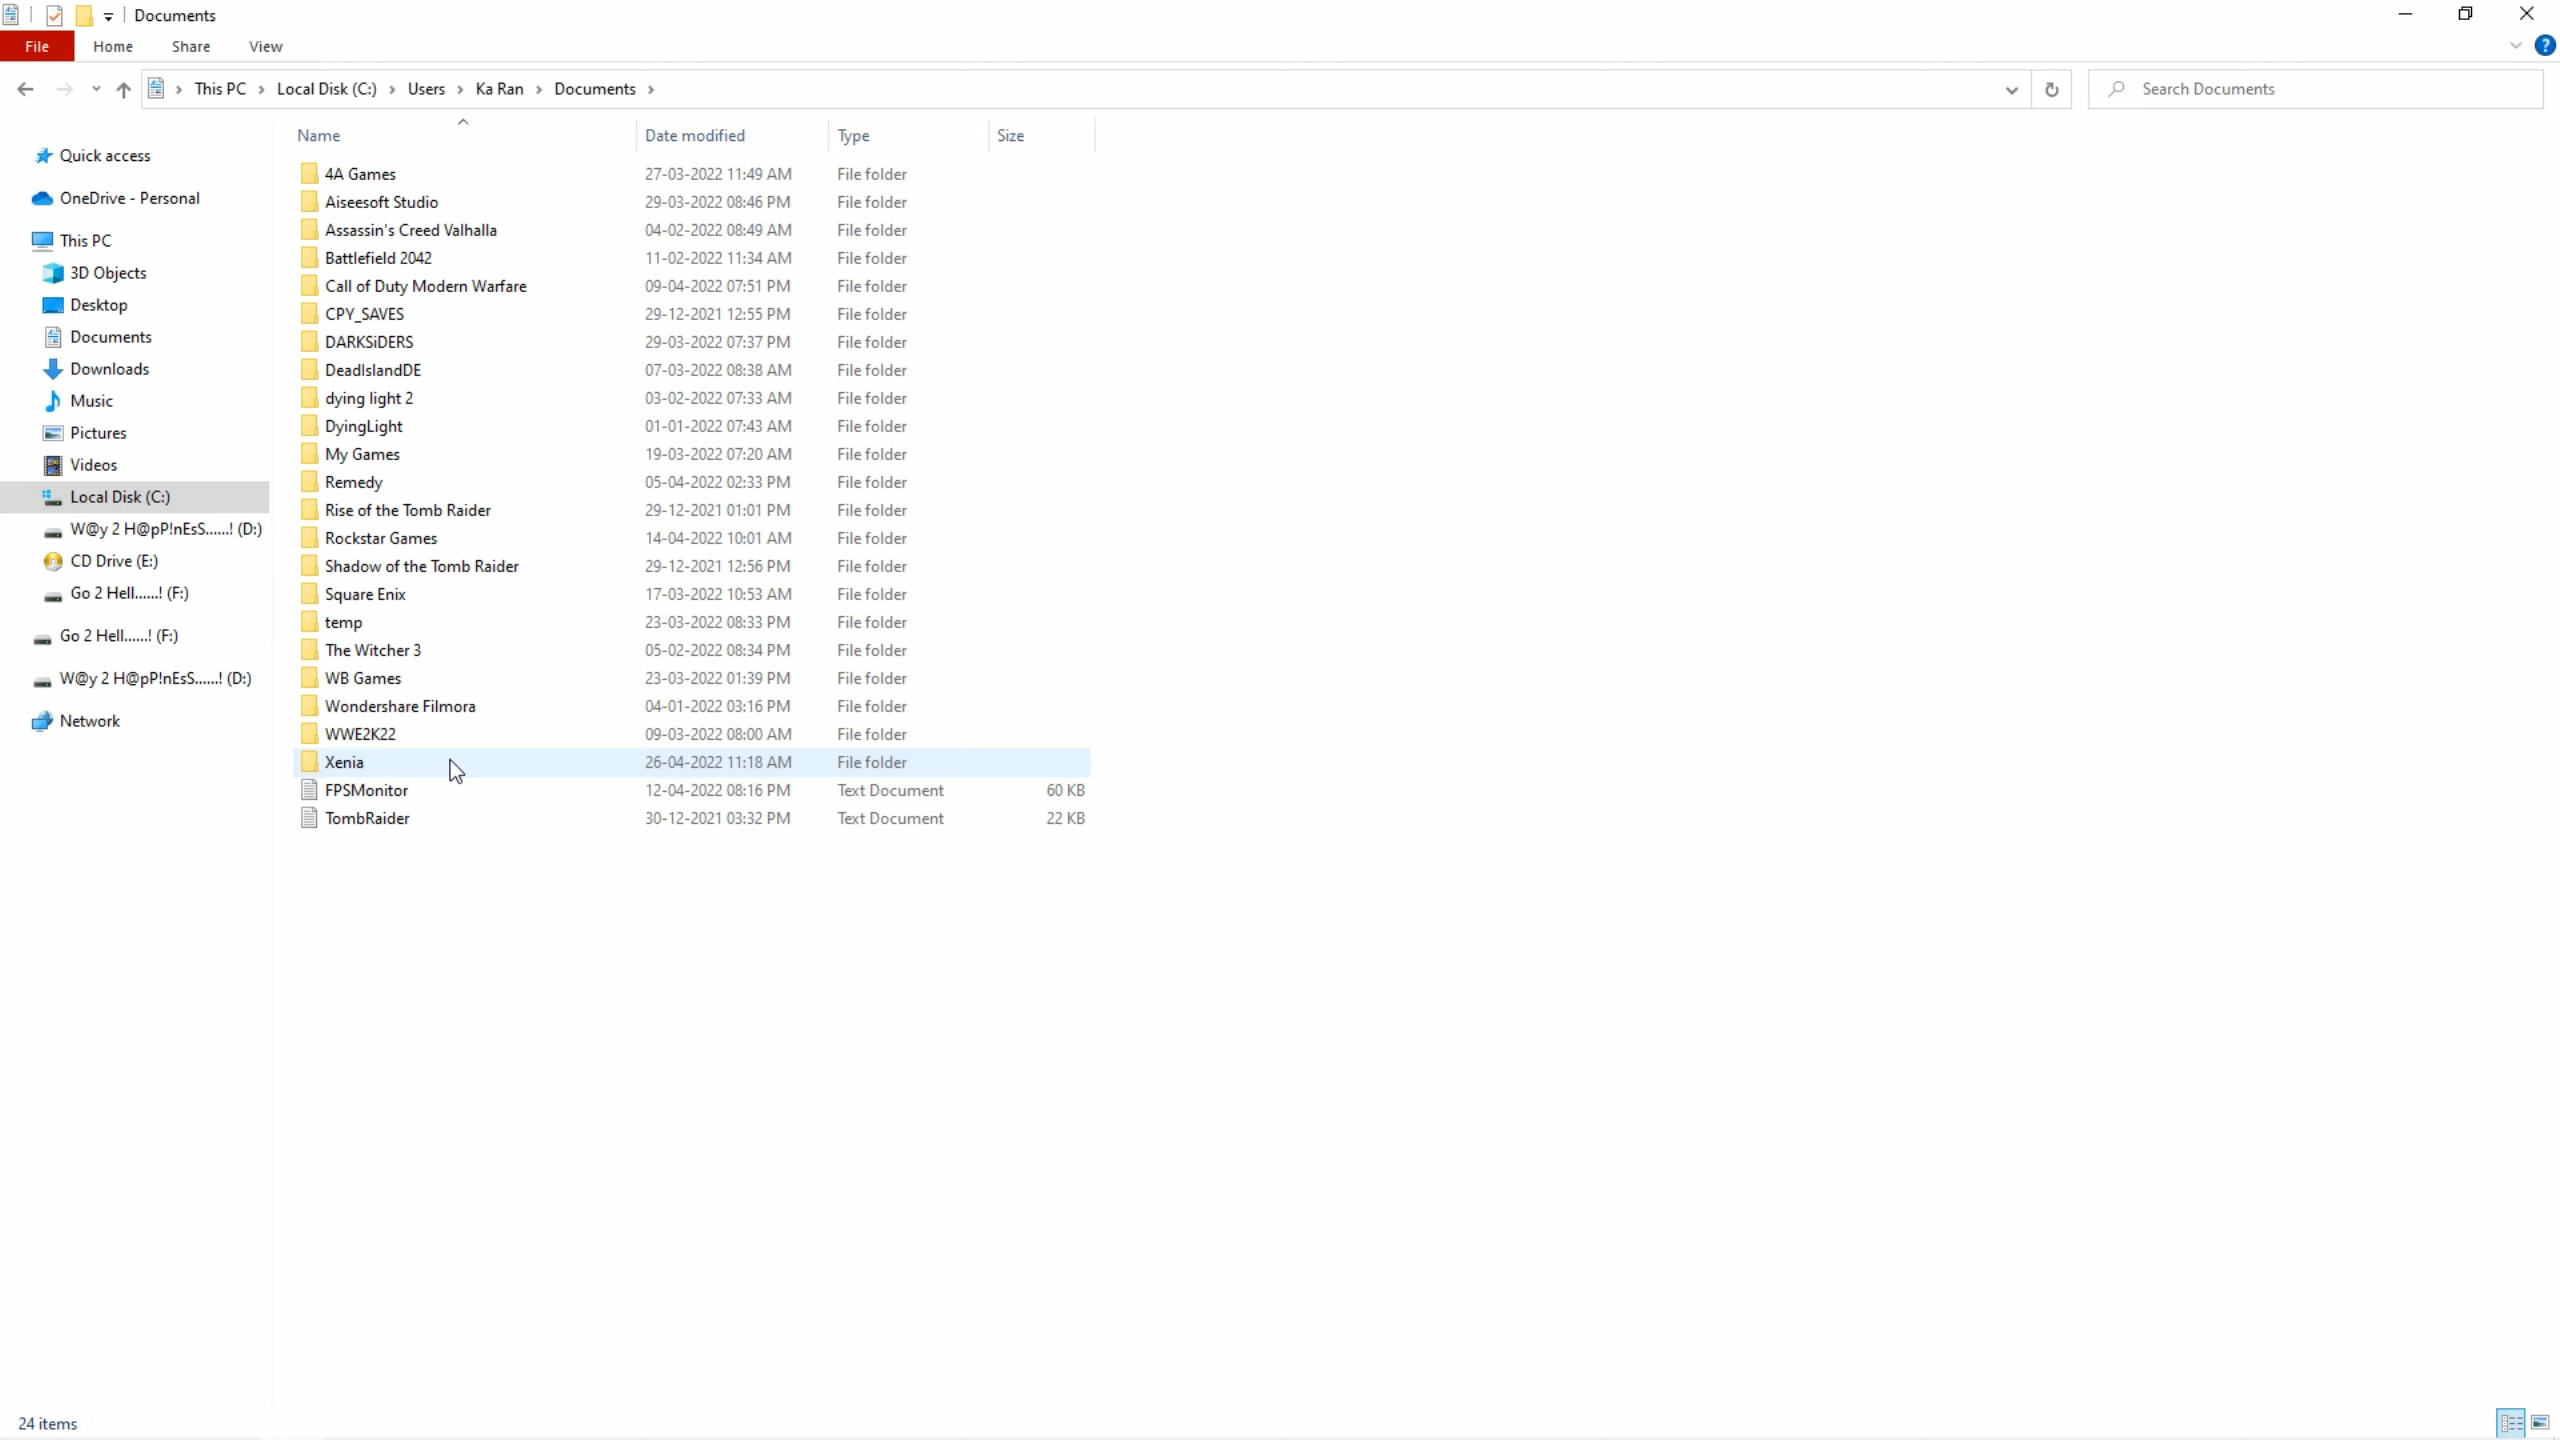 Documents
File Home Share View
This PC Local Disk (C:) Users Ka Ran Documents
Search Documents
Name Date modified Type Size
Quick access
OneDrive - Personal
This PC
3D Objects
Desktop
Documents
Downloads
Music
Pictures
Videos
Local Disk (C:)
W@y 2 H@pP!nEsS......! (D:)
CD Drive (E:)
Go 2 Hell......! (F:)
Go 2 Hell......! (F:)
W@y 2 H@pP!nEsS......! (D:)
Network
4A Games 27-03-2022 11:49 AM File folder
Aiseesoft Studio 29-03-2022 08:46 PM File folder
Assassin's Creed Valhalla 04-02-2022 08:49 AM File folder
Battlefield 2042 11-02-2022 11:34 AM File folder
Call of Duty Modern Warfare 09-04-2022 07:51 PM File folder
CPY_SAVES 29-12-2021 12:55 PM File folder
DARKSiDERS 29-03-2022 07:37 PM File folder
DeadIslandDE 07-03-2022 08:38 AM File folder
dying light 2 03-02-2022 07:33 AM File folder
DyingLight 01-01-2022 07:43 AM File folder
My Games 19-03-2022 07:20 AM File folder
Remedy 05-04-2022 02:33 PM File folder
Rise of the Tomb Raider 29-12-2021 01:01 PM File folder
Rockstar Games 14-04-2022 10:01 AM File folder
Shadow of the Tomb Raider 29-12-2021 12:56 PM File folder
Square Enix 17-03-2022 10:53 AM File folder
temp 23-03-2022 08:33 PM File folder
The Witcher 3 05-02-2022 08:34 PM File folder
WB Games 23-03-2022 01:39 PM File folder
Wondershare Filmora 04-01-2022 03:16 PM File folder
WWE2K22 09-03-2022 08:00 AM File folder
Xenia 26-04-2022 11:18 AM File folder
FPSMonitor 12-04-2022 08:16 PM Text Document 60 KB
TombRaider 30-12-2021 03:32 PM Text Document 22 KB
24 items